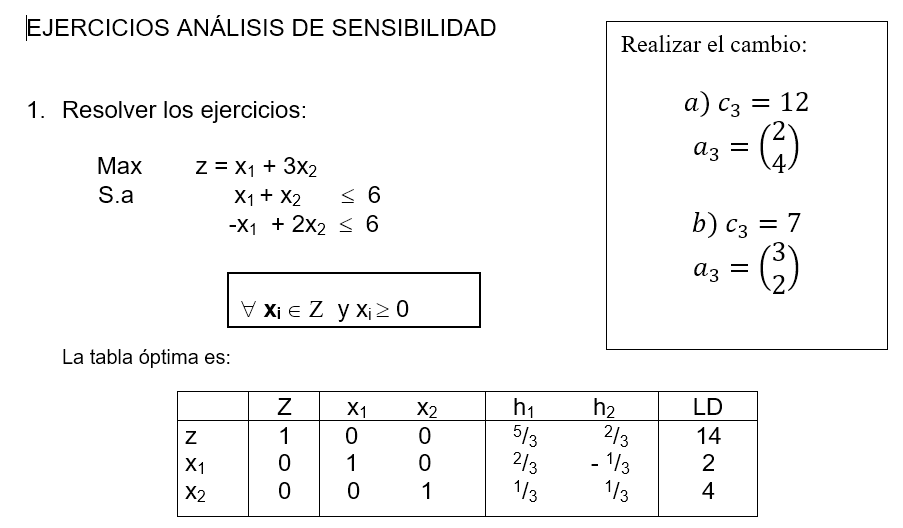 EJERCICIOS ANÁLISIS DE SENSIBILIDAD
1. Resolver los ejercicios:
Max z = x₁ + 3x₂
S.a x₁ + x₂ ≤ 6
-x₁ + 2x₂ ≤ 6
∀ xᵢ ∈ Z y xᵢ ≥ 0
Realizar el cambio:
a) c₃ = 12
a₃ = (2
4)
b) c₃ = 7
a₃ = (3
2)
La tabla óptima es:
Z x₁ x₂ h₁ h₂ LD
z 1 0 0 5/3 2/3 14
x₁ 0 1 0 2/3 - 1/3 2
x₂ 0 0 1 1/3 1/3 4